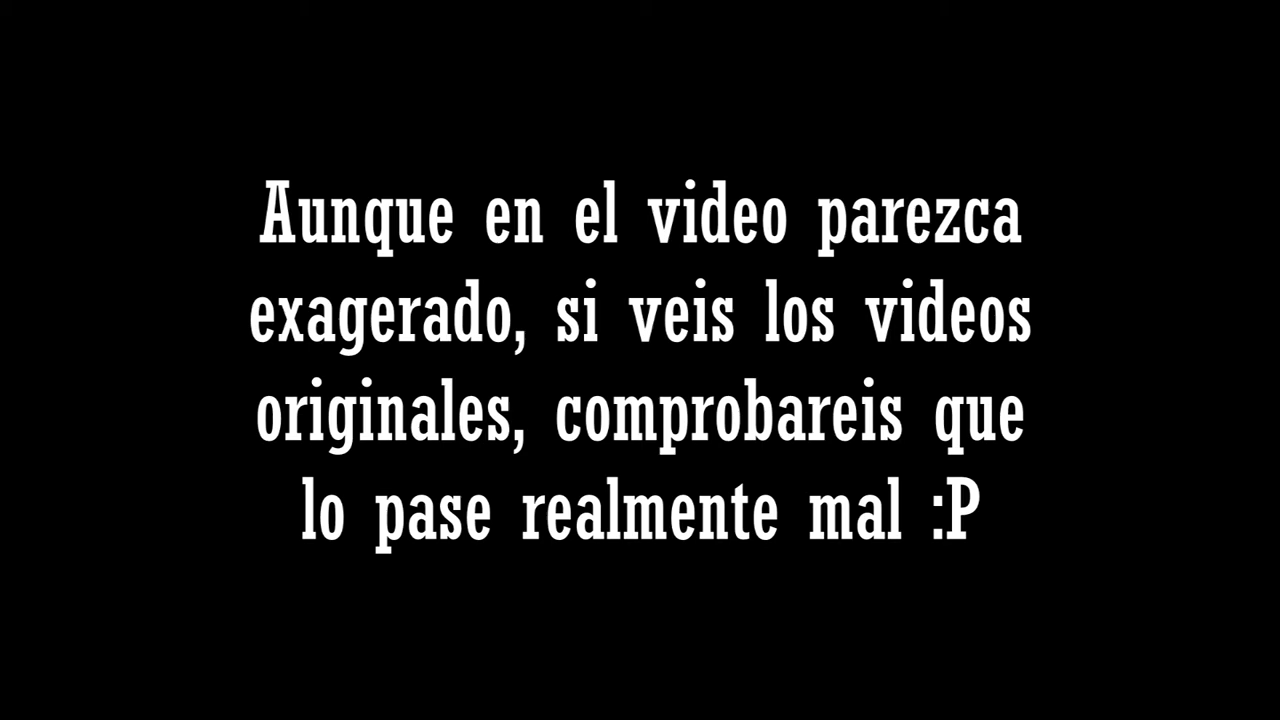 Aunque en el video parezca
exagerado, si veis los videos
originales, comprobareis que
lo pase realmente mal :P